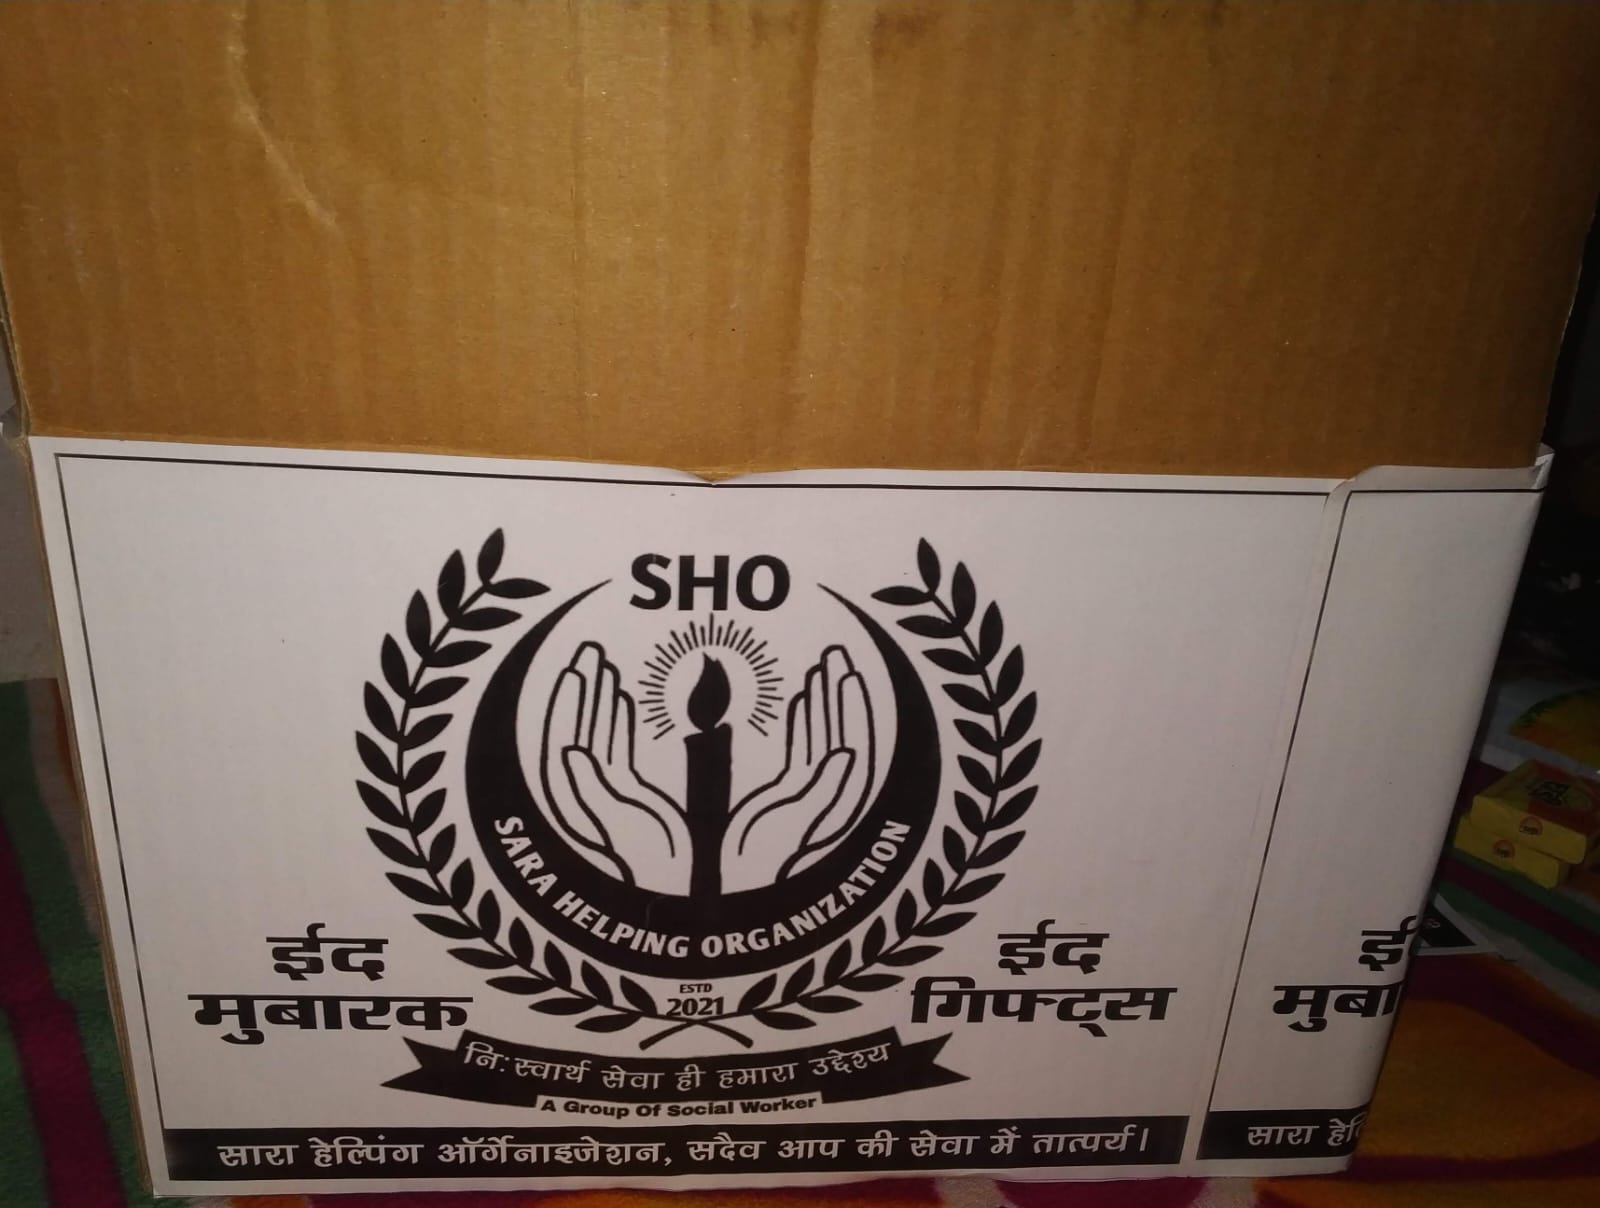 SHO
SARA HELPING ORGANIZATION
ESTD
2021
ईद
मुबारक
ईद
गिफ्ट्स
नि:स्वार्थ सेवा ही हमारा उद्देश्य
A Group Of Social Worker
सारा हेल्पिंग ऑर्गेनाइजेशन, सदैव आप की सेवा में तात्पर्य।
ई
मुबा
सारा हे